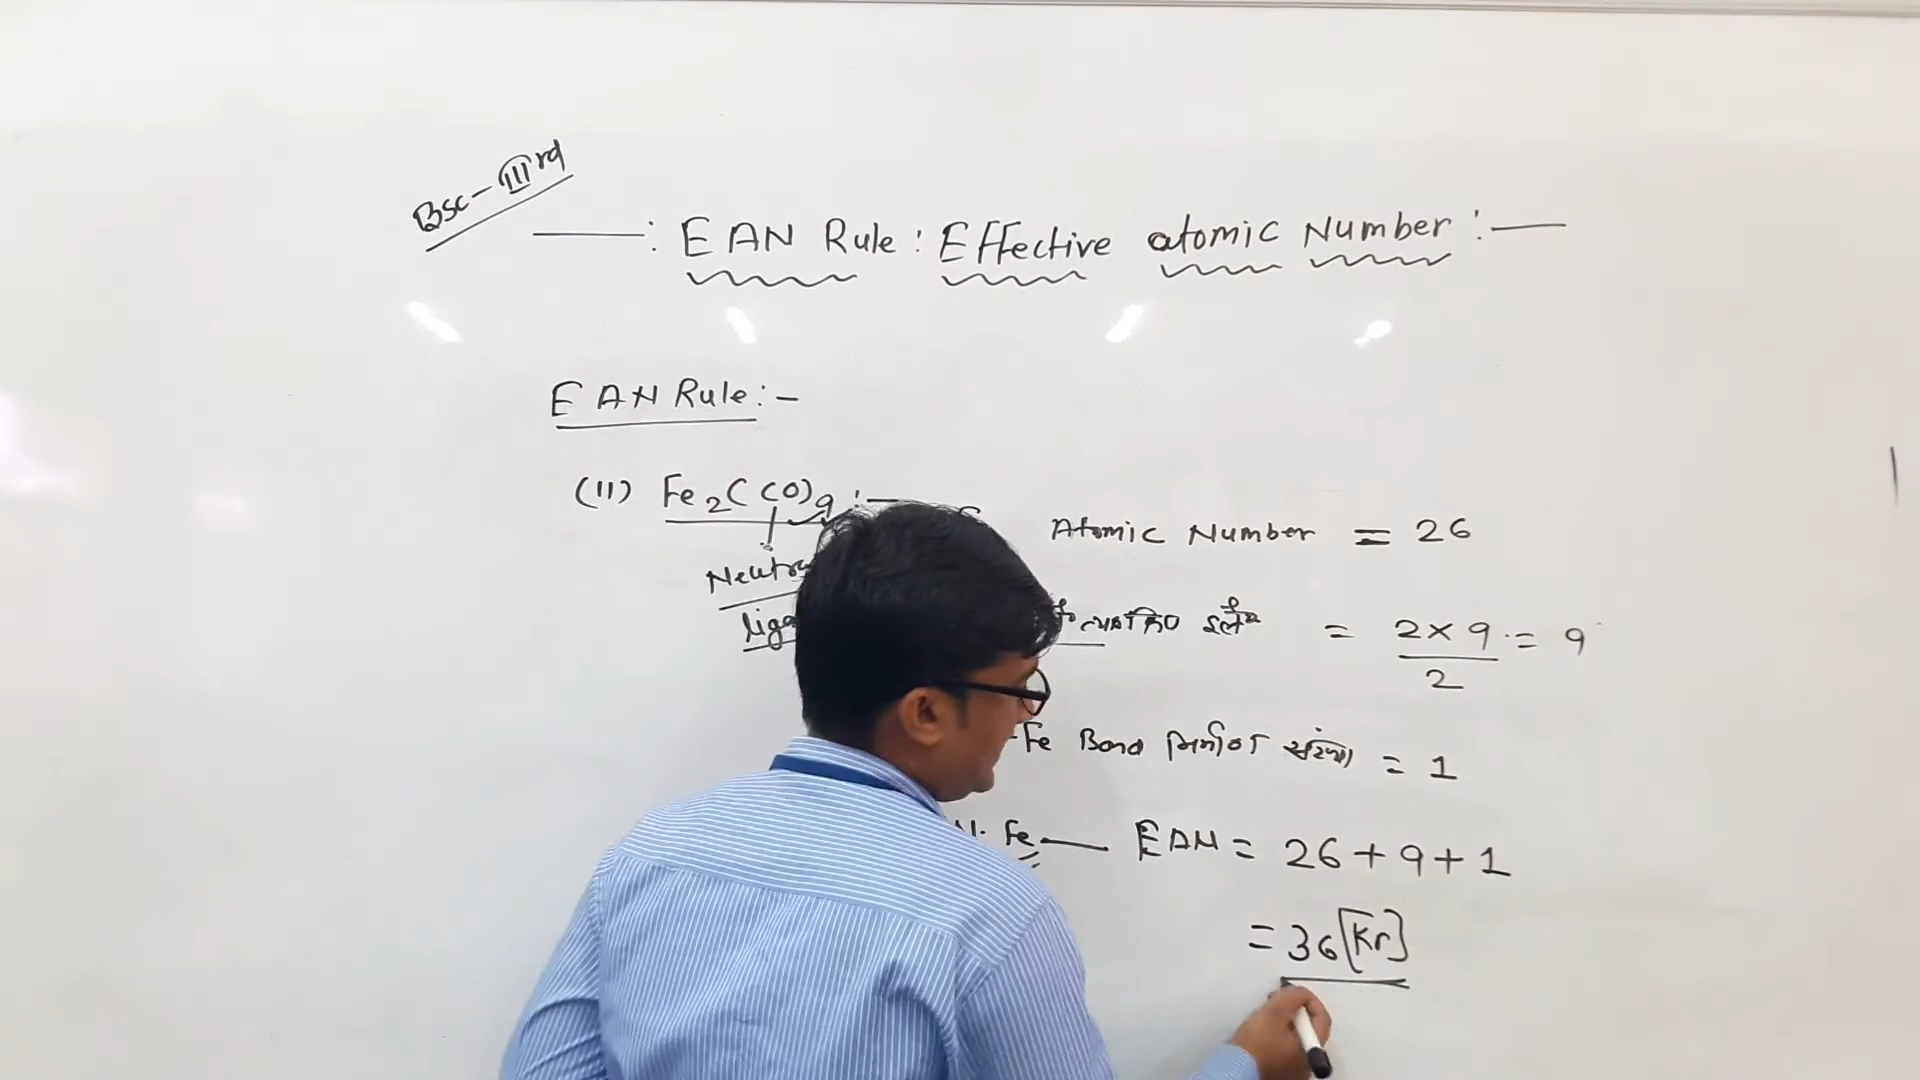 Bsc-IIIrd
: EAN Rule : Effective atomic Number :-
EAN Rule :-
(II) Fe2(CO)9 :-
Atomic Number = 26
Neutra
liga
= 2×9/2 = 9
-Fe Bond = 1
Fe — EAN = 26+9+1
= 36[Kr]